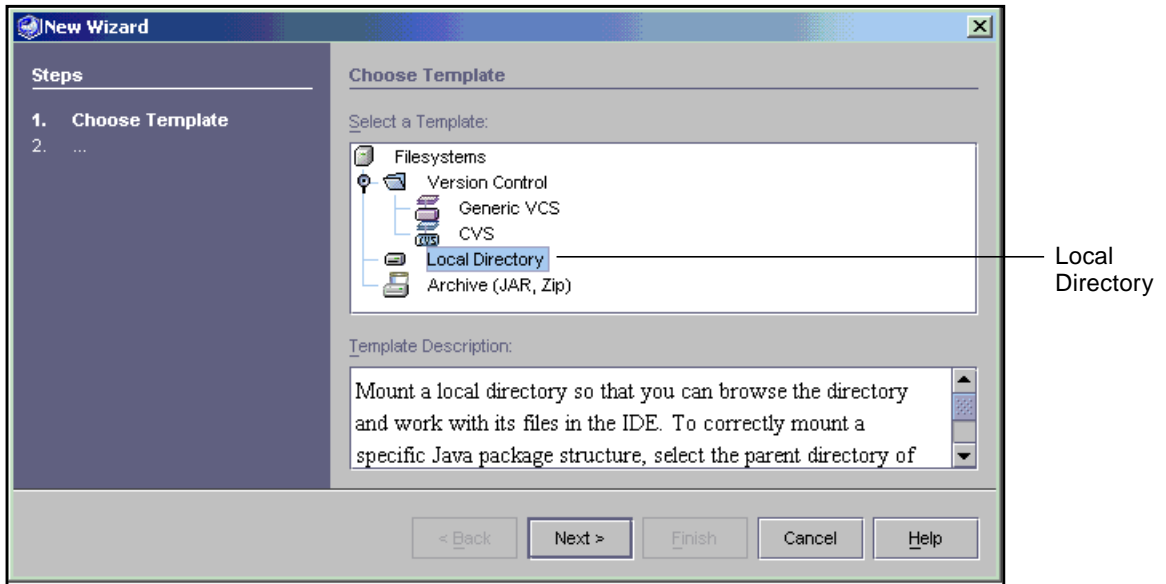 New Wizard
Steps
1. Choose Template
2. ...
Choose Template
Select a Template:
Filesystems
Version Control
Generic VCS
CVS
CVS
Local Directory
Archive (JAR, Zip)
Local
Directory
Template Description:
Mount a local directory so that you can browse the directory
and work with its files in the IDE. To correctly mount a
specific Java package structure, select the parent directory of
< Back
Next >
Finish
Cancel
Help